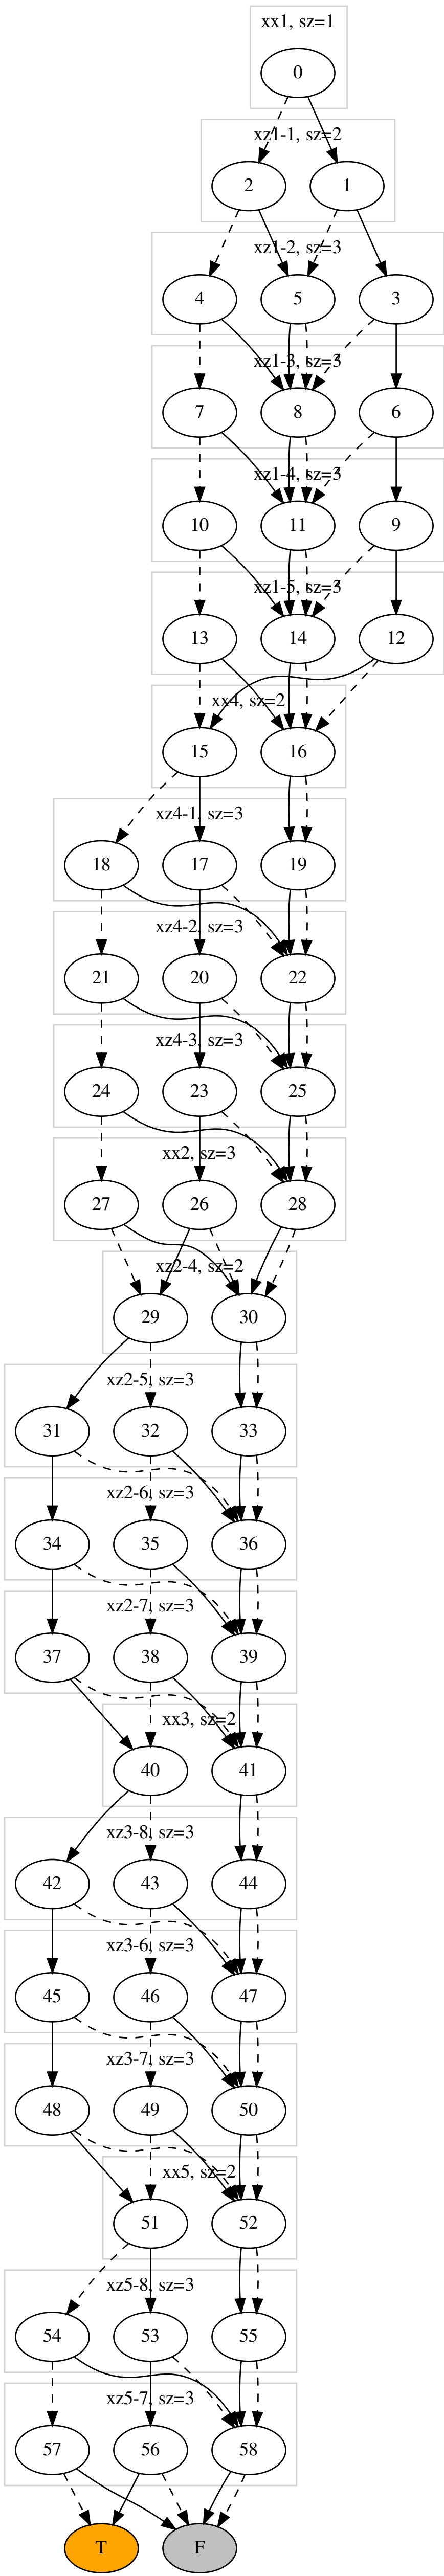 xx1, sz=1
0
xz1-1, sz=2
2 1
xz1-2, sz=3
4 5 3
xz1-3, sz=3
7 8 6
xz1-4, sz=3
10 11 9
xz1-5, sz=3
13 14 12
xx4, sz=2
15 16
xz4-1, sz=3
18 17 19
xz4-2, sz=3
21 20 22
xz4-3, sz=3
24 23 25
xx2, sz=3
27 26 28
xz2-4, sz=2
29 30
xz2-5, sz=3
31 32 33
xz2-6, sz=3
34 35 36
xz2-7, sz=3
37 38 39
xx3, sz=2
40 41
xz3-8, sz=3
42 43 44
xz3-6, sz=3
45 46 47
xz3-7, sz=3
48 49 50
xx5, sz=2
51 52
xz5-8, sz=3
54 53 55
xz5-7, sz=3
57 56 58
T F